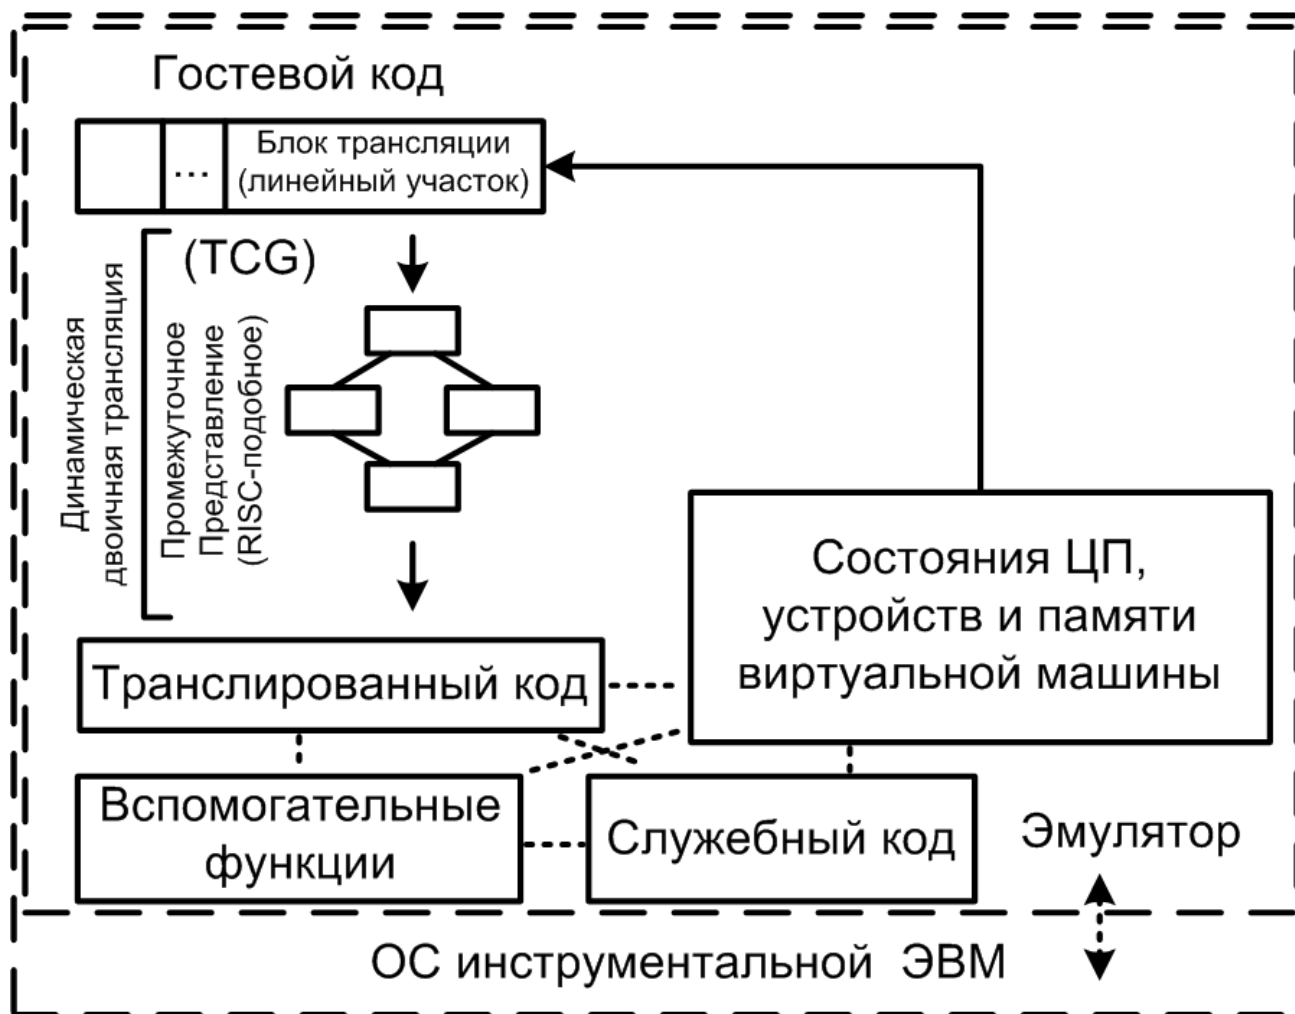 Гостевой код
...
Блок трансляции
(линейный участок)
(TCG)
Динамическая
двоичная трансляция
Промежуточное
Представление
(RISC-подобное)
Состояния ЦП,
устройств и памяти
виртуальной машины
Транслированный код
Вспомогательные
функции
Служебный код
Эмулятор
ОС инструментальной ЭВМ